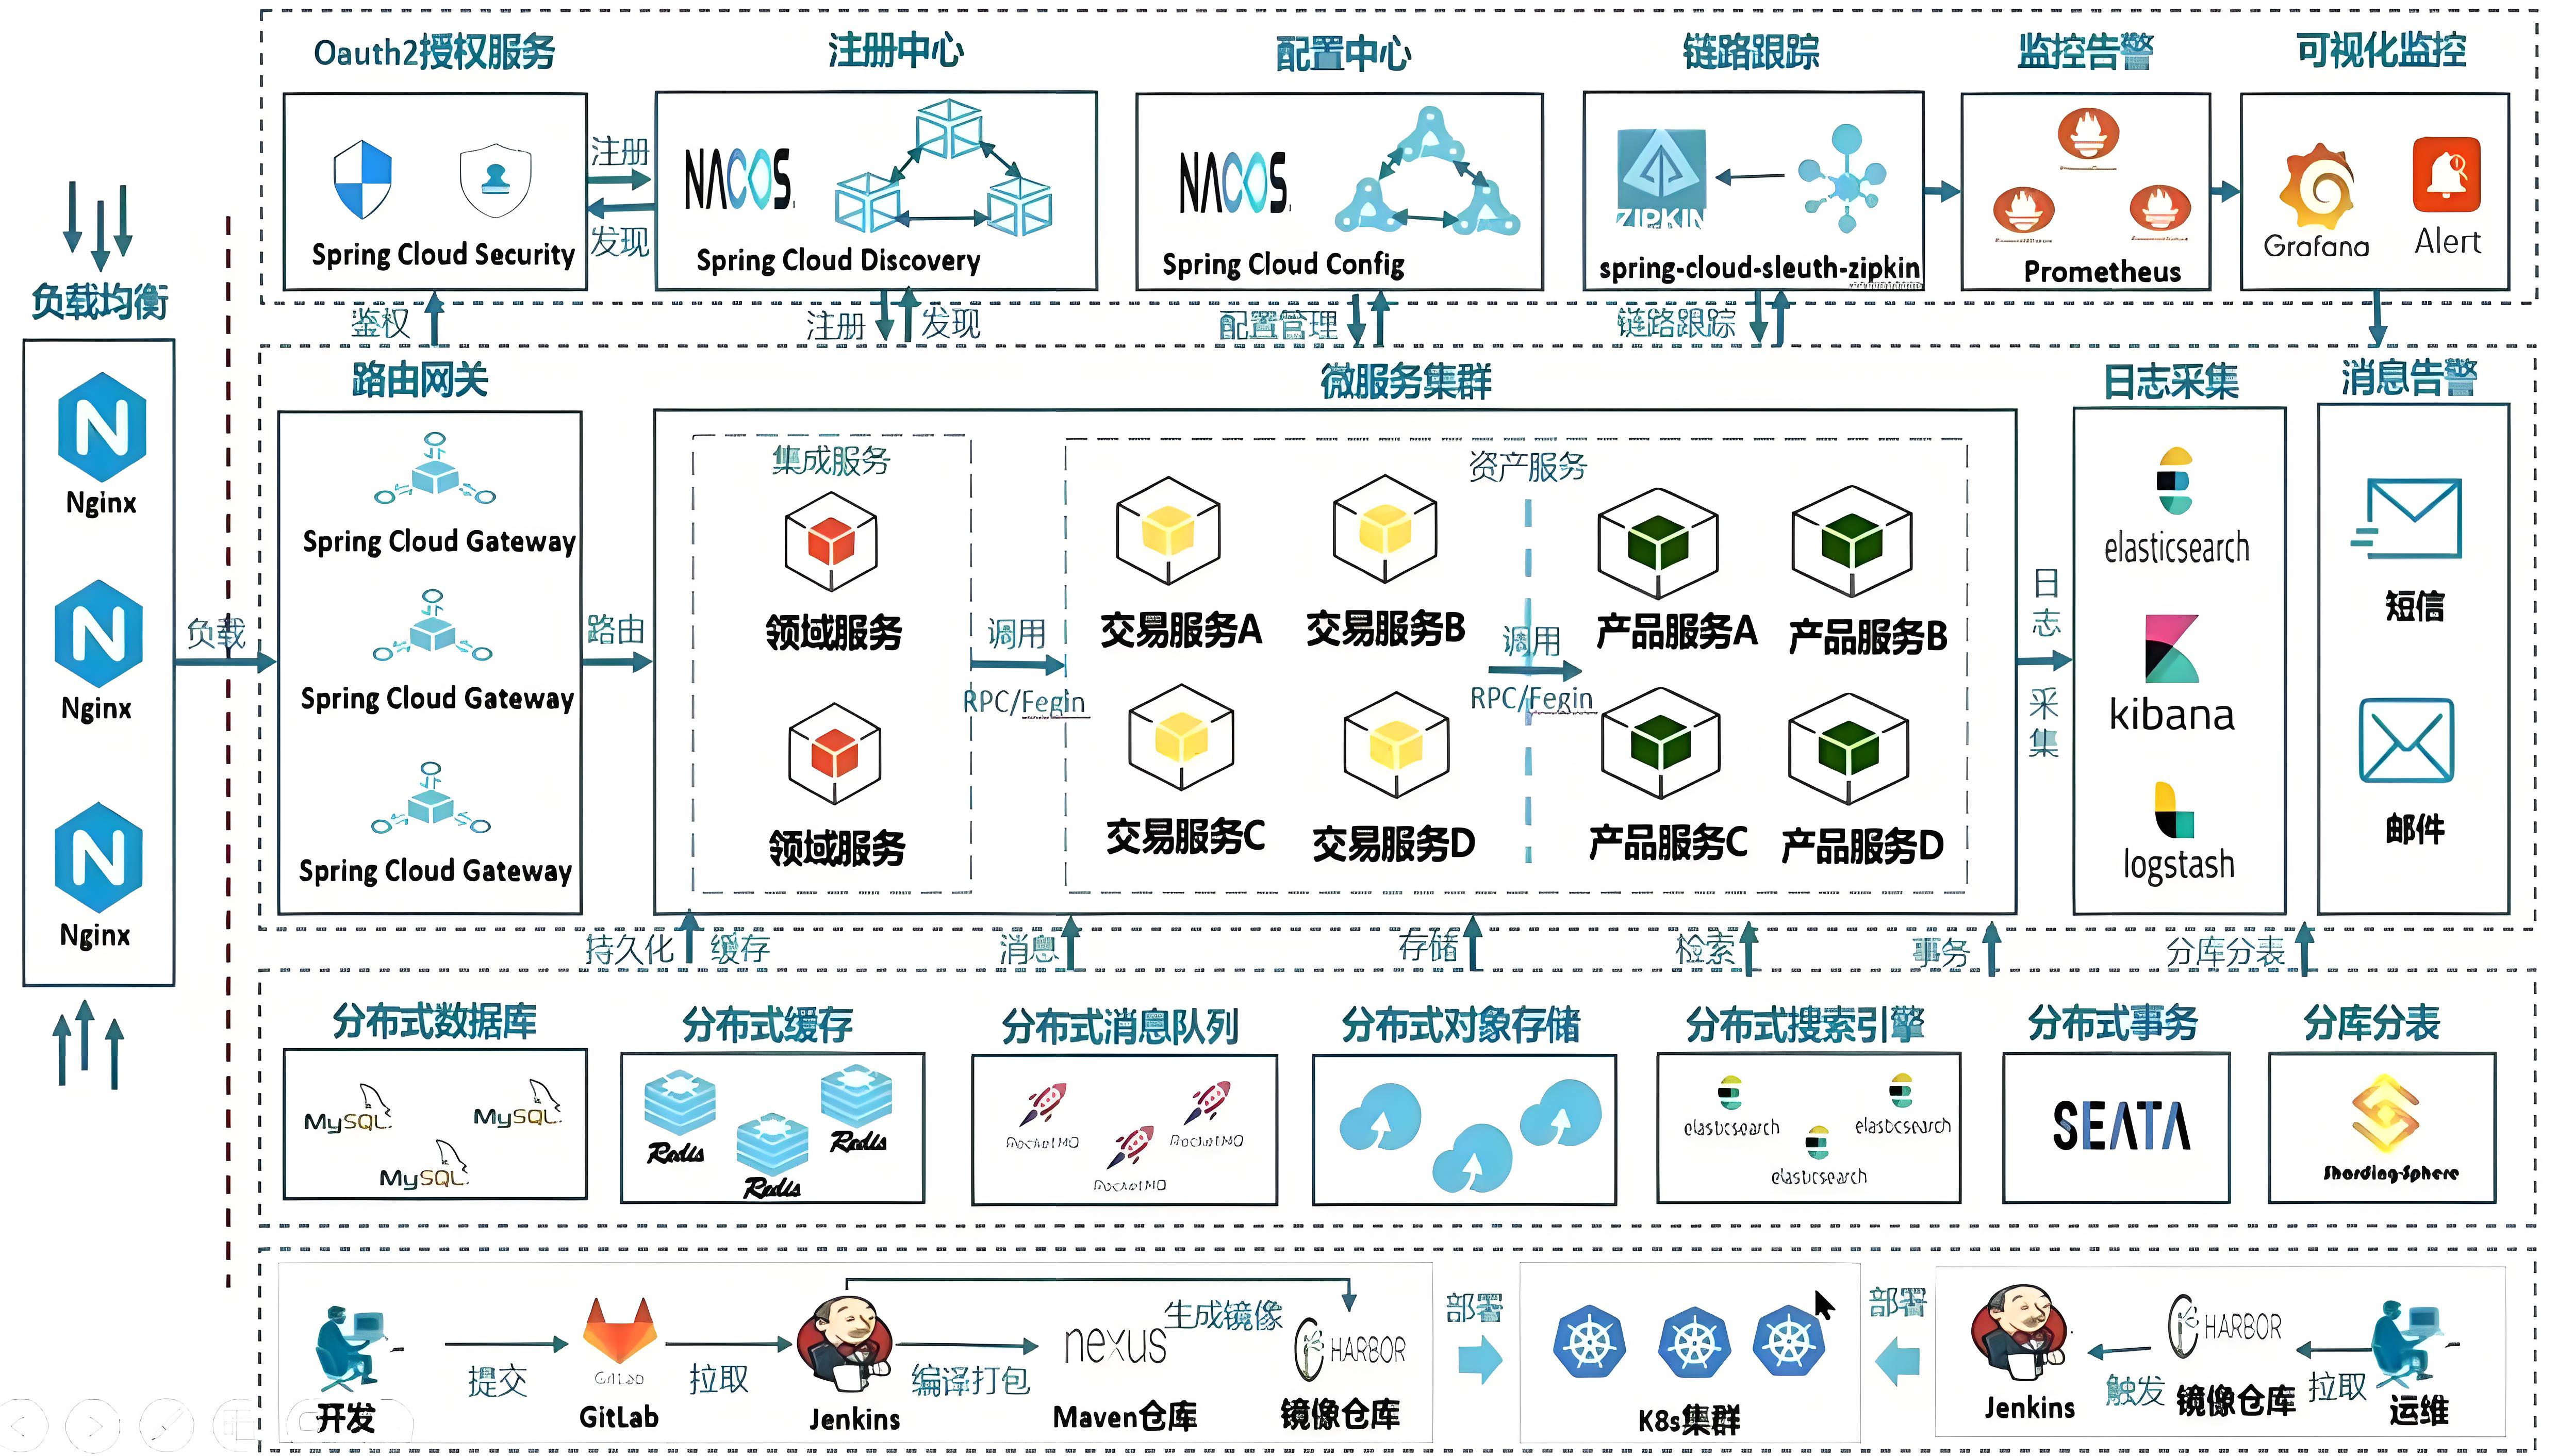 Oauth2授权服务
注册中心
配置中心
链路跟踪
监控告警
可视化监控
Spring Cloud Security
注册
发现
NACOS.
Spring Cloud Discovery
NACOS.
Spring Cloud Config
ZIPKIN
spring-cloud-sleuth-zipkin
Prometheus
Grafana
Alert
鉴权
注册
发现
配置管理
链路跟踪
负载均衡
Nginx
Nginx
Nginx
负载
路由网关
Spring Cloud Gateway
Spring Cloud Gateway
Spring Cloud Gateway
路由
微服务集群
集成服务
领域服务
领域服务
调用
RPC/Fegin
资产服务
交易服务A
交易服务B
交易服务C
交易服务D
调用
RPC/Fegin
产品服务A
产品服务B
产品服务C
产品服务D
日志采集
日志采集
elasticsearch
kibana
logstash
消息告警
短信
邮件
持久化
缓存
消息
存储
检索
事务
分库分表
分布式数据库
分布式缓存
分布式消息队列
分布式对象存储
分布式搜索引擎
分布式事务
分库分表
MySQL
MySQL
MySQL
Redis
Redis
Redis
RocketMQ
RocketMQ
RocketMQ
elasticsearch
elasticsearch
elasticsearch
SEATA
Sharding-Sphere
开发
提交
GitLab
GitLab
拉取
Jenkins
编译打包
nexus
Maven仓库
生成镜像
HARBOR
镜像仓库
部署
K8s集群
部署
Jenkins
触发
HARBOR
镜像仓库
拉取
运维